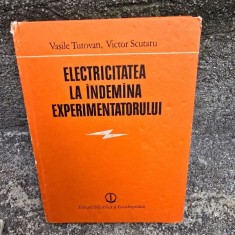 Vasile Tutovan, Victor Scutaru
ELECTRICITATEA
LA ÎNDEMÎNA
EXPERIMENTATORULUI
Editura Științifică și Enciclopedică